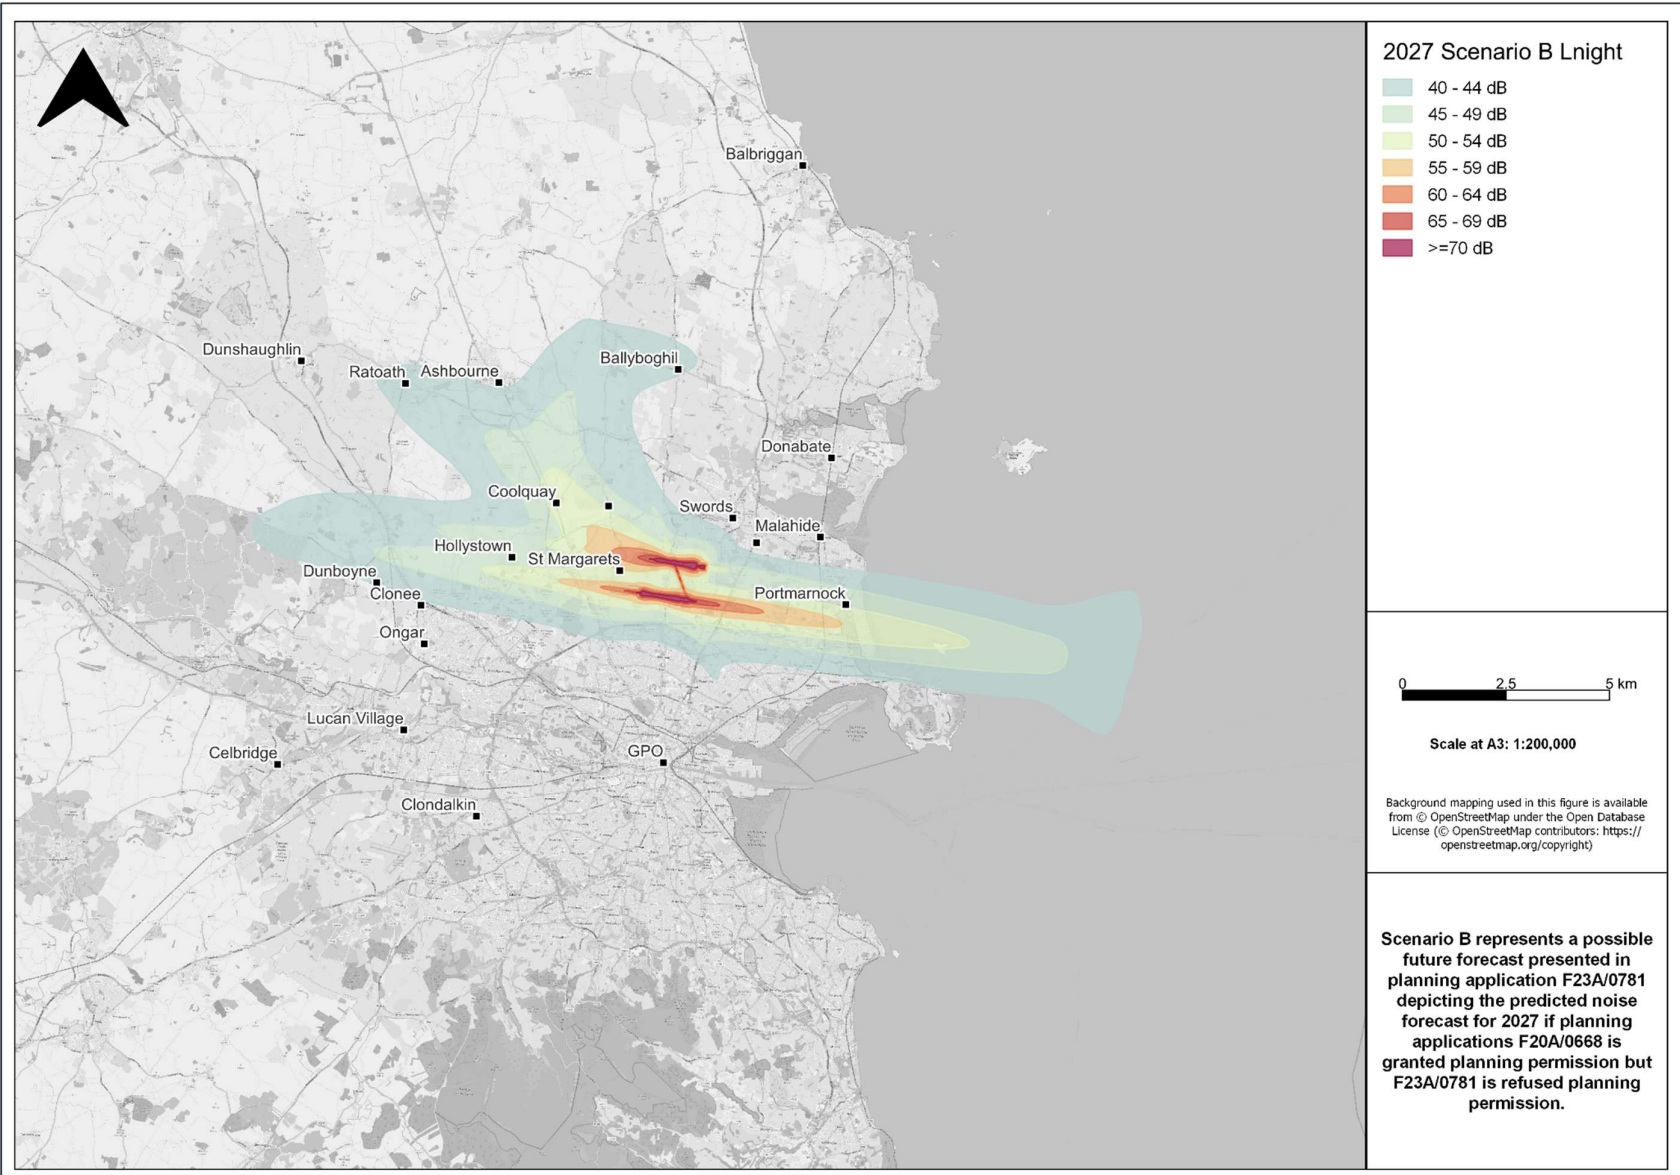 2027 Scenario B Lnight
40 - 44 dB
45 - 49 dB
50 - 54 dB
55 - 59 dB
60 - 64 dB
65 - 69 dB
>=70 dB
Balbriggan
Dunshaughlin
Ratoath
Ashbourne
Ballyboghil
Donabate
Coolquay
Swords
Malahide
Hollystown
St Margarets
Dunboyne
Clonee
Portmarnock
Ongar
Lucan Village
Celbridge
GPO
Clondalkin
0 2.5 5 km
Scale at A3: 1:200,000
Background mapping used in this figure is available
from © OpenStreetMap under the Open Database
License (© OpenStreetMap contributors: https://
openstreetmap.org/copyright)
Scenario B represents a possible
future forecast presented in
planning application F23A/0781
depicting the predicted noise
forecast for 2027 if planning
applications F20A/0668 is
granted planning permission but
F23A/0781 is refused planning
permission.